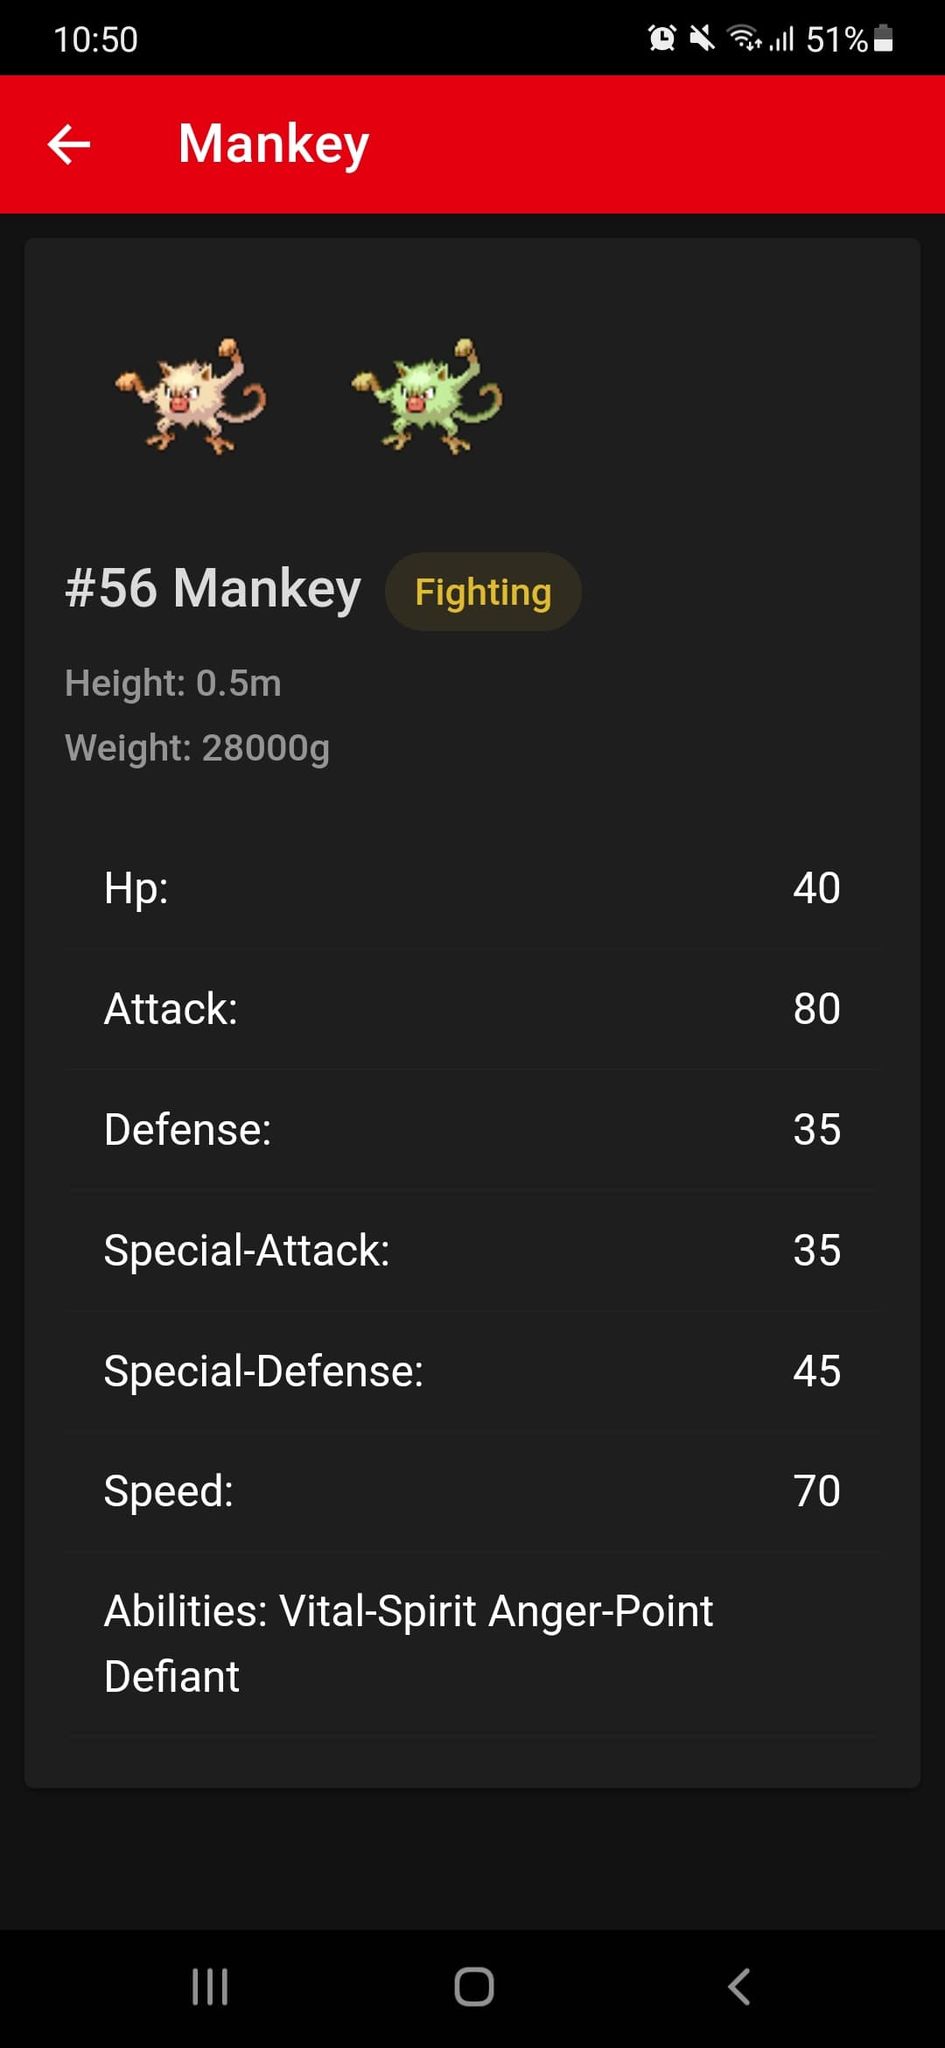 10:50
51%
Mankey
#56 Mankey
Fighting
Height: 0.5m
Weight: 28000g
Hp: 40
Attack: 80
Defense: 35
Special-Attack: 35
Special-Defense: 45
Speed: 70
Abilities: Vital-Spirit Anger-Point
Defiant